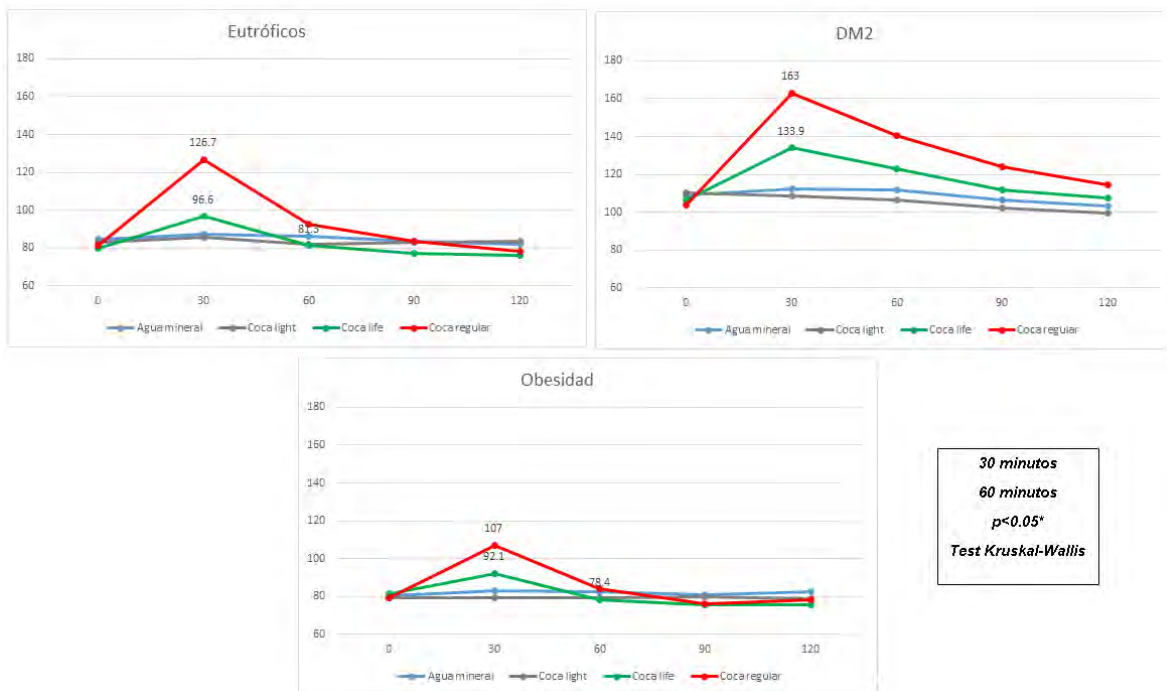 Eutróficos
180
160
140
120
100
80
60
126.7
96.6
81.3
0 30 60 90 120
Agua mineral Coca light Coca life Coca regular
DM2
180
160
140
120
100
80
60
163
133.9
0 30 60 90 120
Agua mineral Coca light Coca life Coca regular
Obesidad
180
160
140
120
100
80
60
107
92.1
78.4
0 30 60 90 120
Agua mineral Coca light Coca life Coca regular
30 minutos
60 minutos
p<0.05*
Test Kruskal-Wallis